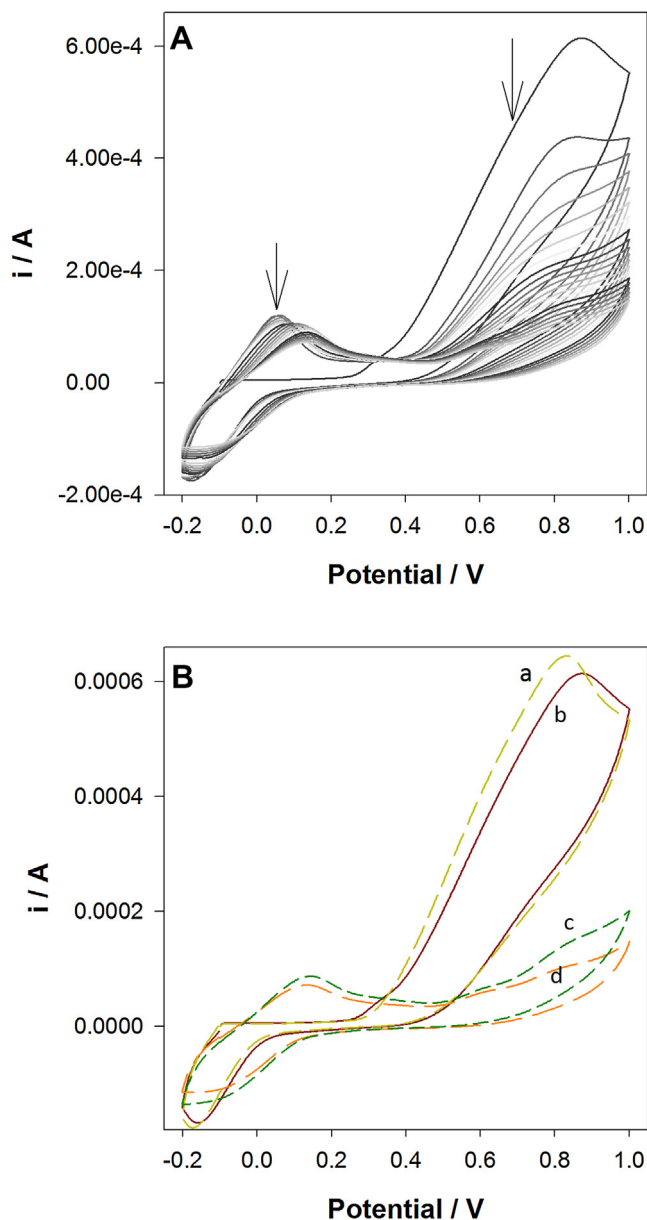 A
6.00e-4
4.00e-4
2.00e-4
0.00
-2.00e-4
i / A
-0.2 0.0 0.2 0.4 0.6 0.8 1.0
Potential / V
B
a
b
c
d
0.0006
0.0004
0.0002
0.0000
i / A
-0.2 0.0 0.2 0.4 0.6 0.8 1.0
Potential / V